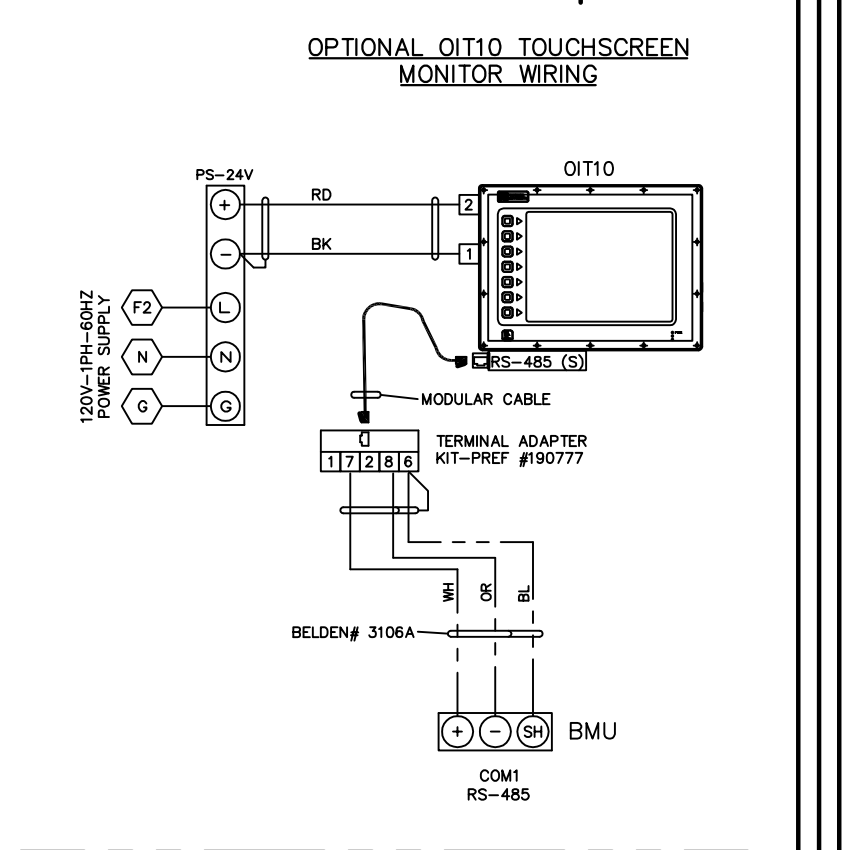 OPTIONAL OIT10 TOUCHSCREEN
MONITOR WIRING
OIT10
PS-24V
+
RD
2
-
BK
1
120V-1PH-60HZ
POWER SUPPLY
F2
L
N
N
G
G
RS-485 (S)
MODULAR CABLE
TERMINAL ADAPTER
KIT-PREF #190777
1 7 2 8 6
WH
OR
BL
BELDEN# 3106A
+
-
SH
BMU
COM1
RS-485